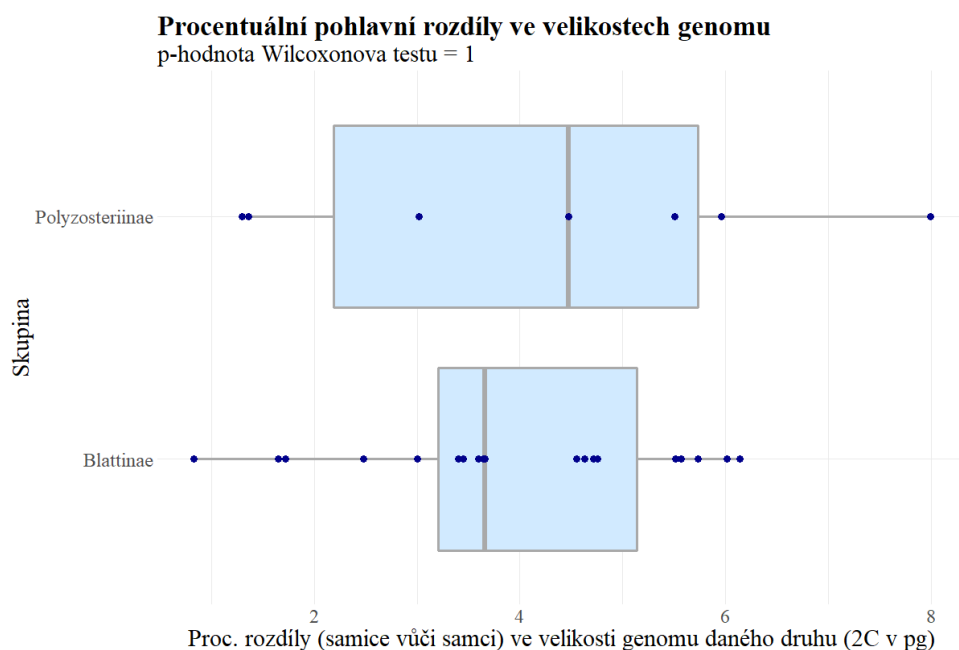 Procentuální pohlavní rozdíly ve velikostech genomu
p-hodnota Wilcoxonova testu = 1
Polyzosteriinae
Skupina
Blattinae
2 4 6 8
Proc. rozdíly (samice vůči samci) ve velikosti genomu daného druhu (2C v pg)